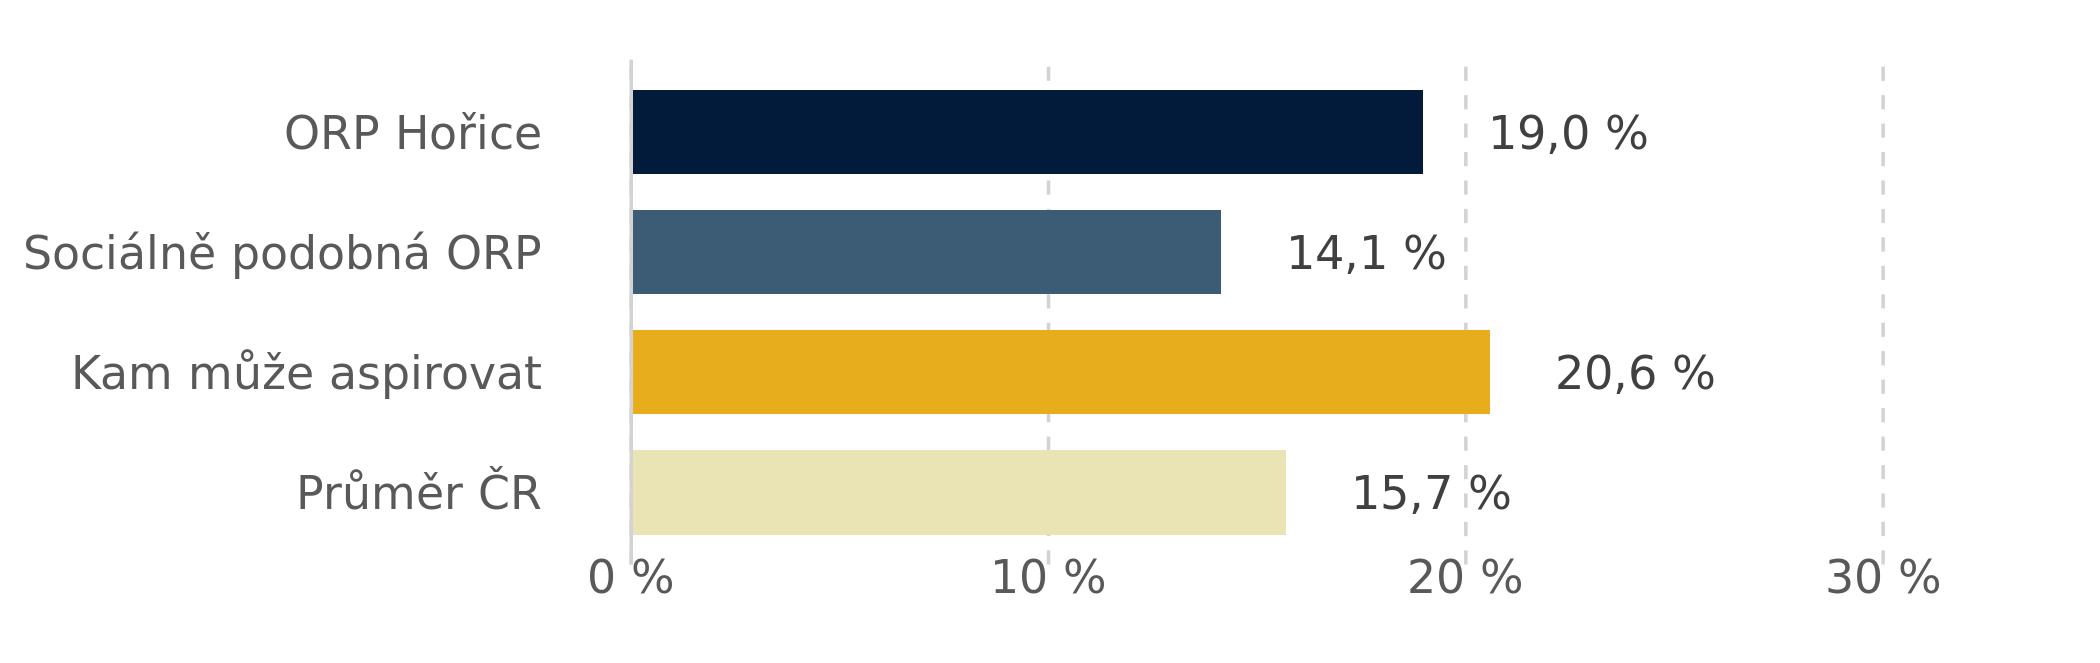 ORP Hořice 19,0 %
Sociálně podobná ORP 14,1 %
Kam může aspirovat 20,6 %
Průměr ČR 15,7 %
0 % 10 % 20 % 30 %